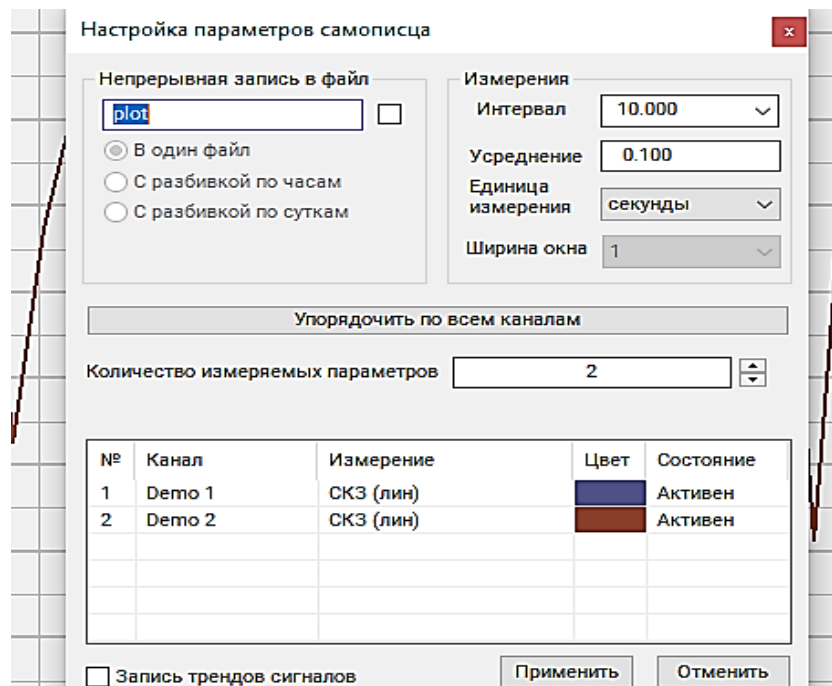 Настройка параметров самописца
Непрерывная запись в файл
plot
В один файл
С разбивкой по часам
С разбивкой по суткам
Измерения
Интервал 10.000
Усреднение 0.100
Единица
измерения секунды
Ширина окна 1
Упорядочить по всем каналам
Количество измеряемых параметров 2
№ Канал Измерение Цвет Состояние
1 Demo 1 СКЗ (лин) Активен
2 Demo 2 СКЗ (лин) Активен
Запись трендов сигналов Применить Отменить